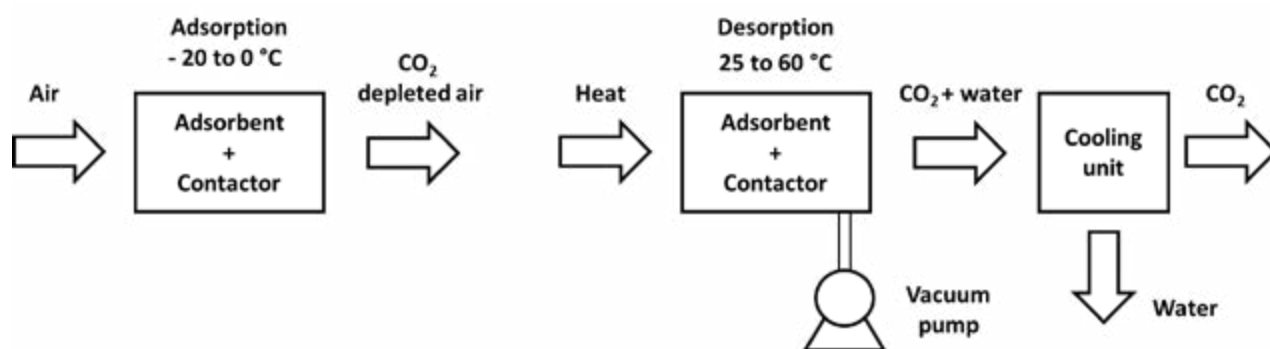 Adsorption
- 20 to 0 °C
Air
Adsorbent
+
Contactor
CO₂
depleted air
Desorption
25 to 60 °C
Heat
Adsorbent
+
Contactor
CO₂ + water
Cooling
unit
CO₂
Vacuum
pump
Water